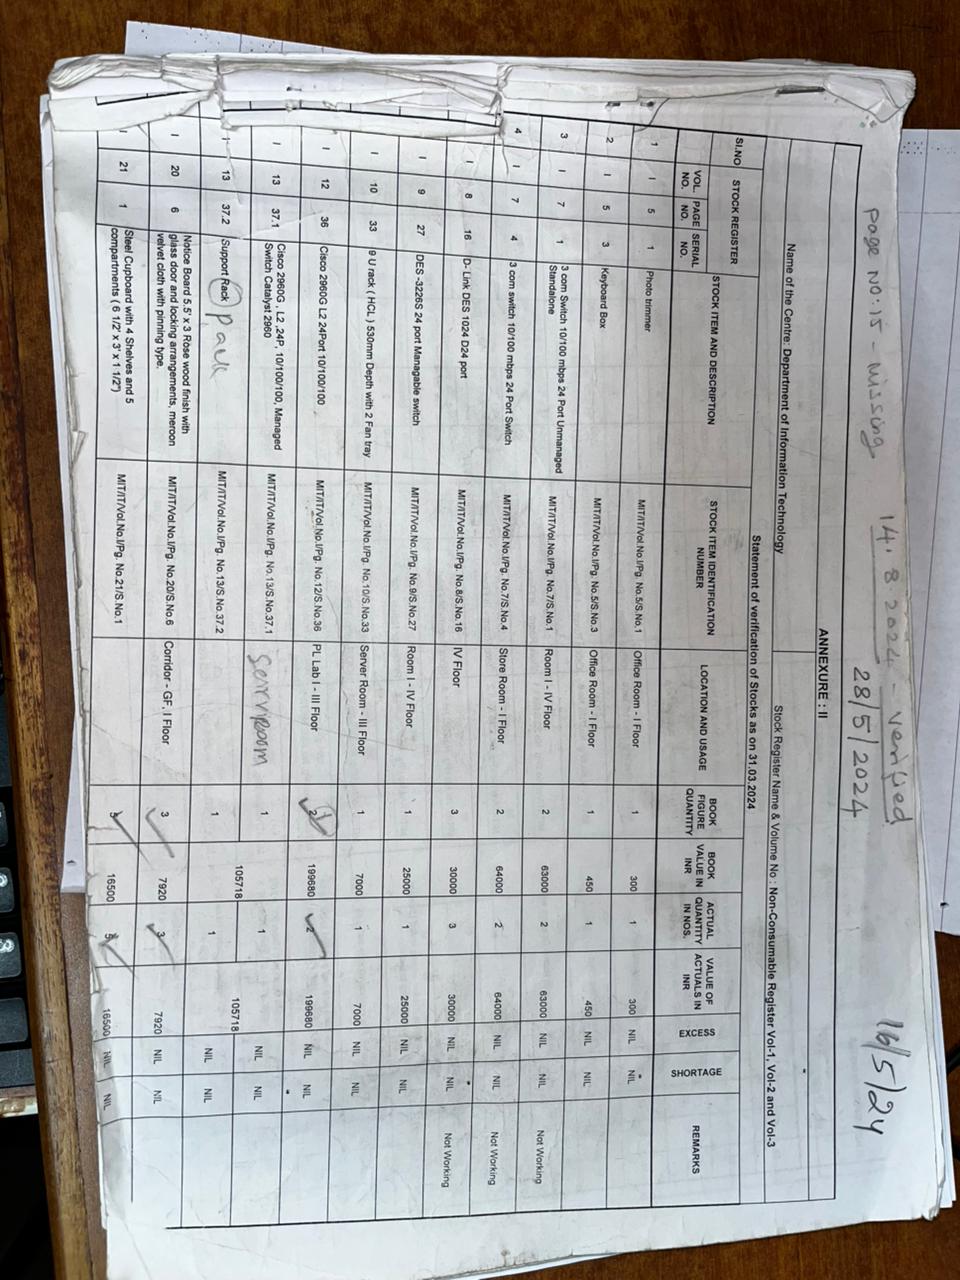 16/5/24
28/5/2024
14.8.2024 - verified
page NO:15 - Missing
ANNEXURE : II
Name of the Centre: Department of Information Technology Stock Register Name & Volume No : Non-Consumable Register Vol-1, Vol-2 and Vol-3
Statement of verification of Stocks as on 31.03.2024
SI.NO STOCK REGISTER VOL. NO. PAGE NO. SERIAL NO. STOCK ITEM AND DESCRIPTION STOCK ITEM IDENTIFICATION NUMBER LOCATION AND USAGE BOOK FIGURE QUANTITY BOOK VALUE IN INR ACTUAL QUANTITY IN NOS. VALUE OF ACTUALS IN INR EXCESS SHORTAGE REMARKS
1 I 5 1 Photo trimmer MIT/IT/Vol.No.I/Pg. No.5/S.No.1 Office Room - I Floor 1 300 1 300 NIL NIL
2 I 5 3 Keyboard Box MIT/IT/Vol.No.I/Pg. No.5/S.No.3 Office Room - I Floor 1 450 1 450 NIL NIL
3 I 7 1 3 com Switch 10/100 mbps 24 Port Unmanaged Standalone MIT/IT/Vol.No.I/Pg. No.7/S.No.1 Room I - IV Floor 2 63000 2 63000 NIL NIL Not Working
4 I 7 4 3 com switch 10/100 mbps 24 Port Switch MIT/IT/Vol.No.I/Pg. No.7/S.No.4 Store Room - I Floor 2 64000 2 64000 NIL NIL Not Working
I 8 16 D- Link DES 1024 D24 port MIT/IT/Vol.No.I/Pg. No.8/S.No.16 IV Floor 3 30000 3 30000 NIL NIL Not Working
I 9 27 DES -3226S 24 port Managable switch MIT/IT/Vol.No.I/Pg. No.9/S.No.27 Room I - IV Floor 1 25000 1 25000 NIL NIL
I 10 33 9 U rack ( HCL ) 530mm Depth with 2 Fan tray MIT/IT/Vol.No.I/Pg. No.10/S.No.33 Server Room - III Floor 1 7000 1 7000 NIL NIL
I 12 36 Cisco 2960G L2 24Port 10/100/100 MIT/IT/Vol.No.I/Pg. No.12/S.No.36 PL Lab I - III Floor 2 199680 2 199680 NIL NIL
I 13 37.1 Cisco 2960G , L2 ,24P, 10/100/100, Managed Switch Catalyst 2960 MIT/IT/Vol.No.I/Pg. No.13/S.No.37.1 Serv room 1 105718 1 105718 NIL NIL
I 13 37.2 Support Rack MIT/IT/Vol.No.I/Pg. No.13/S.No.37.2 1 1 NIL NIL
I 20 6 Notice Board 5.5' x 3 Rose wood finish with glass door and locking arrangements, meroon velvet cloth with pinning type. MIT/IT/Vol.No.I/Pg. No.20/S.No.6 Corridor - GF, I Floor 3 7920 3 7920 NIL NIL
I 21 1 Steel Cupboard with 4 Shelves and 5 compartments ( 6 1/2' x 3' x 1 1/2") MIT/IT/Vol.No.I/Pg. No.21/S.No.1 16500 16500 NIL NIL